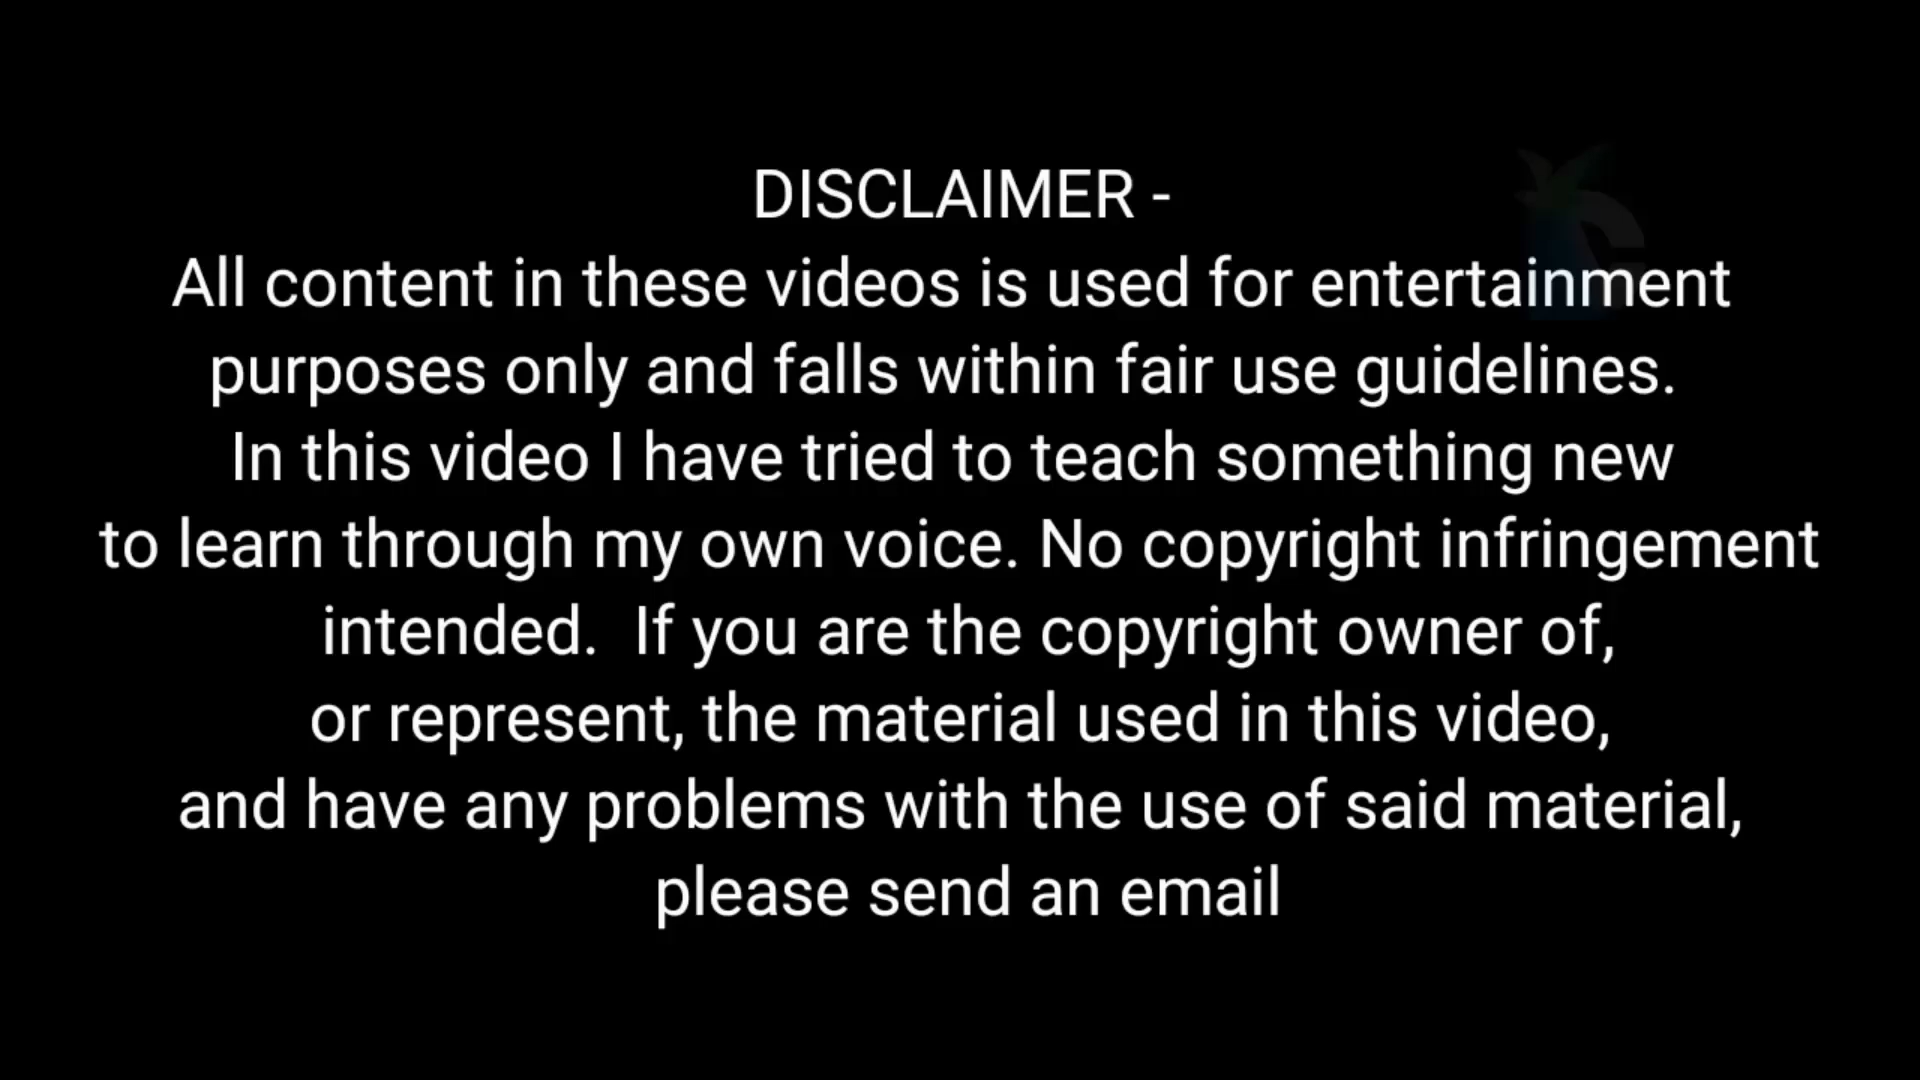 DISCLAIMER -
All content in these videos is used for entertainment
purposes only and falls within fair use guidelines.
In this video I have tried to teach something new
to learn through my own voice. No copyright infringement
intended.  If you are the copyright owner of,
or represent, the material used in this video,
and have any problems with the use of said material,
please send an email